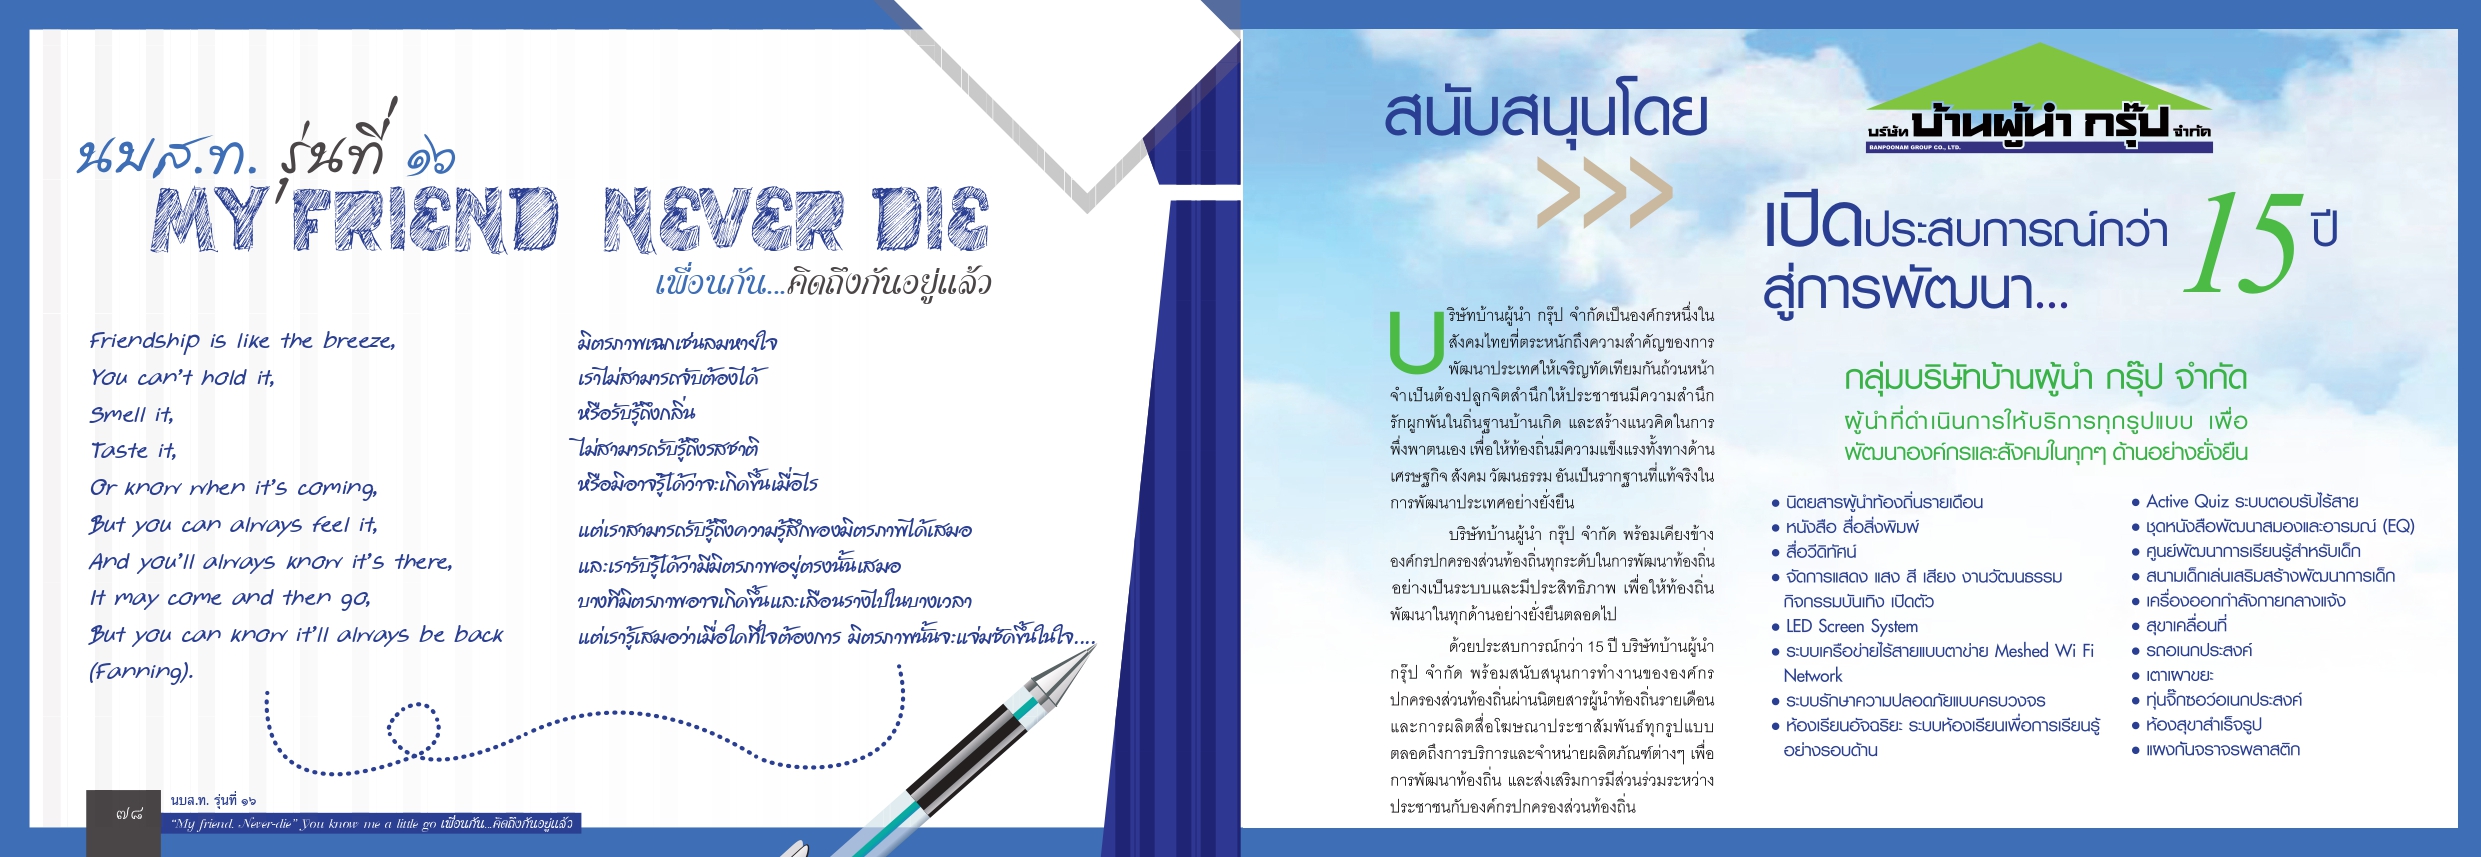 นบส.ท. รุ่นที่ ๑๖
MY FRIEND NEVER DIE
เพื่อนกัน...คิดถึงกันอยู่แล้ว
Friendship is like the breeze,
You can't hold it,
Smell it,
Taste it,
Or know when it's coming,
But you can always feel it,
And you'll always know it's there,
It may come and then go,
But you can know it'll always be back
(Fanning).
มิตรภาพเฉกเช่นลมหายใจ
เราไม่สามารถจับต้องได้
หรือรับรู้ถึงกลิ่น
ไม่สามารถรับรู้ถึงรสชาติ
หรือมิอาจรู้ได้ว่าจะเกิดขึ้นเมื่อไร
แต่เราสามารถรับรู้ถึงความรู้สึกของมิตรภาพได้เสมอ
และเรารับรู้ได้ว่ามีมิตรภาพอยู่ตรงนั้นเสมอ
บางทีมิตรภาพอาจเกิดขึ้นและเลือนรางไปในบางเวลา
แต่เรารู้เสมอว่าเมื่อใดที่ใจต้องการ มิตรภาพนั้นจะแจ่มชัดขึ้นในใจ....
๗๘
นบส.ท. รุ่นที่ ๑๖
"My friend. Never-die" You know me a little go เพื่อนกัน...คิดถึงกันอยู่แล้ว
สนับสนุนโดย
>>>
บริษัท บ้านผู้นำ กรุ๊ป จำกัด
BANPOONAM GROUP CO., LTD.
เปิดประสบการณ์กว่า 15 ปี
สู่การพัฒนา...
บริษัทบ้านผู้นำ กรุ๊ป จำกัดเป็นองค์กรหนึ่งใน
สังคมไทยที่ตระหนักถึงความสำคัญของการ
พัฒนาประเทศให้เจริญทัดเทียมกันถ้วนหน้า
จำเป็นต้องปลูกจิตสำนึกให้ประชาชนมีความสำนึก
รักผูกพันในถิ่นฐานบ้านเกิด และสร้างแนวคิดในการ
พึ่งพาตนเอง เพื่อให้ท้องถิ่นมีความแข็งแรงทั้งทางด้าน
เศรษฐกิจ สังคม วัฒนธรรม อันเป็นรากฐานที่แท้จริงใน
การพัฒนาประเทศอย่างยั่งยืน
บริษัทบ้านผู้นำ กรุ๊ป จำกัด พร้อมเคียงข้าง
องค์กรปกครองส่วนท้องถิ่นทุกระดับในการพัฒนาท้องถิ่น
อย่างเป็นระบบและมีประสิทธิภาพ เพื่อให้ท้องถิ่น
พัฒนาในทุกด้านอย่างยั่งยืนตลอดไป
ด้วยประสบการณ์กว่า 15 ปี บริษัทบ้านผู้นำ
กรุ๊ป จำกัด พร้อมสนับสนุนการทำงานขององค์กร
ปกครองส่วนท้องถิ่นผ่านนิตยสารผู้นำท้องถิ่นรายเดือน
และการผลิตสื่อโฆษณาประชาสัมพันธ์ทุกรูปแบบ
ตลอดถึงการบริการและจำหน่ายผลิตภัณฑ์ต่างๆ เพื่อ
การพัฒนาท้องถิ่น และส่งเสริมการมีส่วนร่วมระหว่าง
ประชาชนกับองค์กรปกครองส่วนท้องถิ่น
กลุ่มบริษัทบ้านผู้นำ กรุ๊ป จำกัด
ผู้นำที่ดำเนินการให้บริการทุกรูปแบบ เพื่อ
พัฒนาองค์กรและสังคมในทุกๆ ด้านอย่างยั่งยืน
• นิตยสารผู้นำท้องถิ่นรายเดือน
• หนังสือ สื่อสิ่งพิมพ์
• สื่อวีดิทัศน์
• จัดการแสดง แสง สี เสียง งานวัฒนธรรม
กิจกรรมบันเทิง เปิดตัว
• LED Screen System
• ระบบเครือข่ายไร้สายแบบตาข่าย Meshed Wi Fi
Network
• ระบบรักษาความปลอดภัยแบบครบวงจร
• ห้องเรียนอัจฉริยะ ระบบห้องเรียนเพื่อการเรียนรู้
อย่างรอบด้าน
• Active Quiz ระบบตอบรับไร้สาย
• ชุดหนังสือพัฒนาสมองและอารมณ์ (EQ)
• ศูนย์พัฒนาการเรียนรู้สำหรับเด็ก
• สนามเด็กเล่นเสริมสร้างพัฒนาการเด็ก
• เครื่องออกกำลังกายกลางแจ้ง
• สุขาเคลื่อนที่
• รถอเนกประสงค์
• เตาเผาขยะ
• ทุ่นจิ๊กซอว์อเนกประสงค์
• ห้องสุขาสำเร็จรูป
• แผงกันจราจรพลาสติก